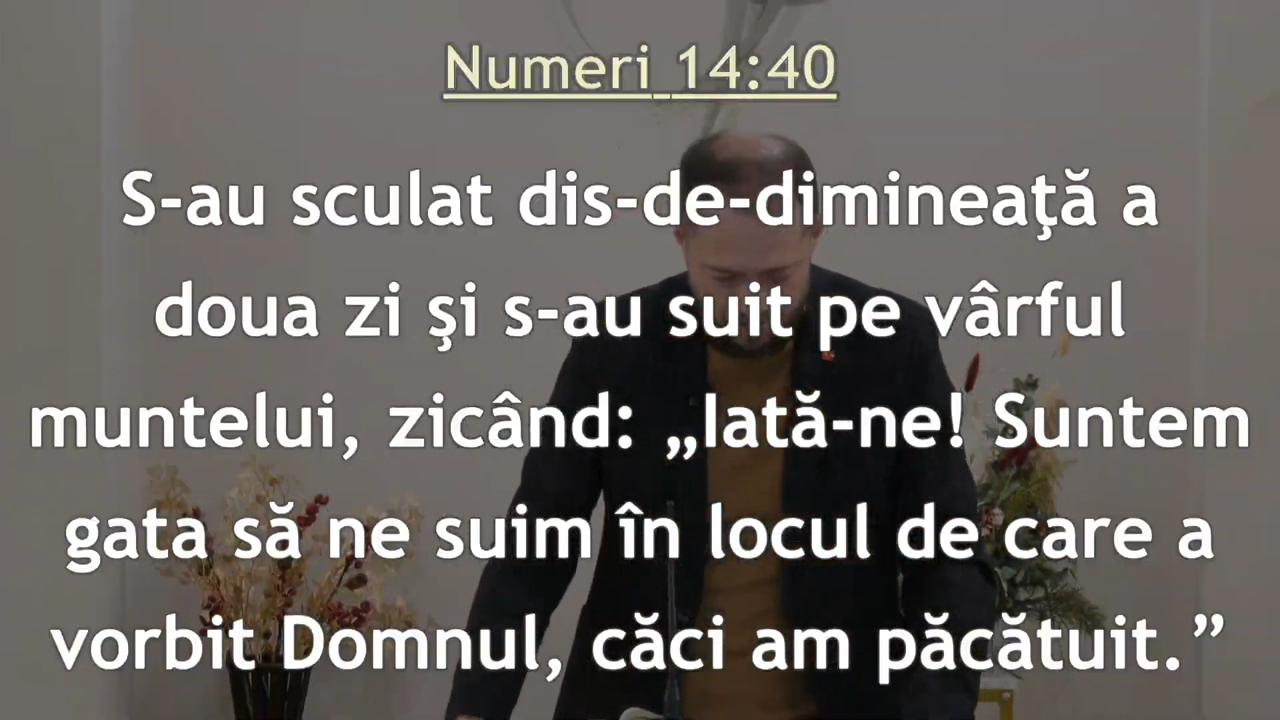 Numeri 14:40
S-au sculat dis-de-dimineaţă a
doua zi şi s-au suit pe vârful
muntelui, zicând: „Iată-ne! Suntem
gata să ne suim în locul de care a
vorbit Domnul, căci am păcătuit.”